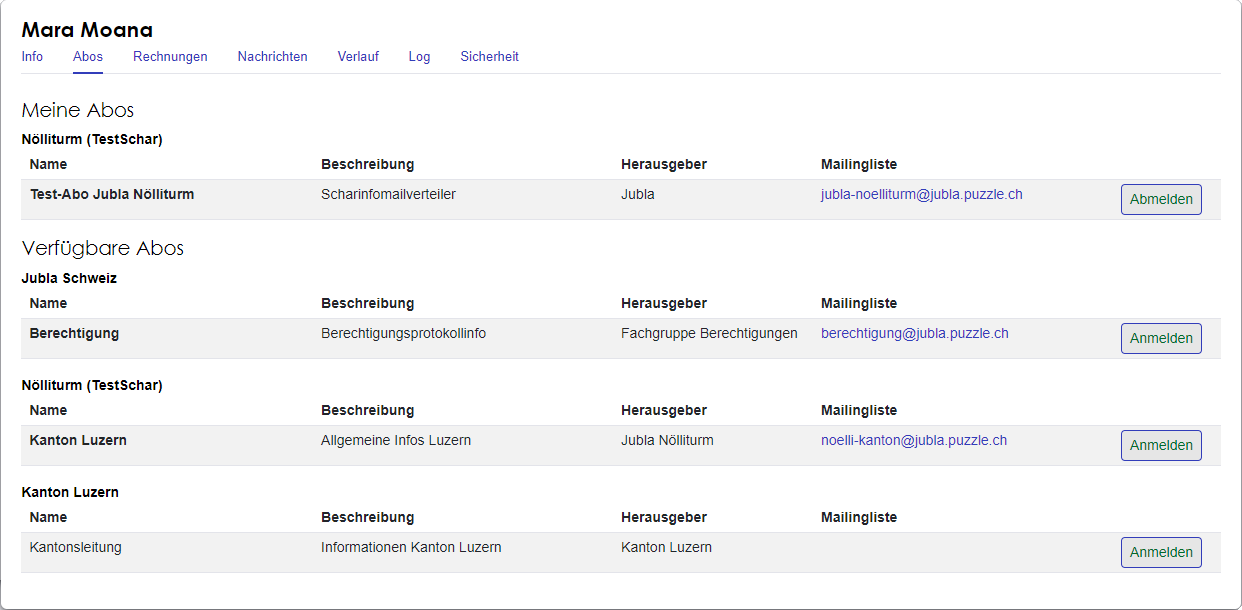 Mara Moana
Info Abos Rechnungen Nachrichten Verlauf Log Sicherheit
Meine Abos
Nölliturm (TestSchar)
Name Beschreibung Herausgeber Mailingliste
Test-Abo Jubla Nölliturm Scharinfomailverteiler Jubla jubla-noelliturm@jubla.puzzle.ch Abmelden
Verfügbare Abos
Jubla Schweiz
Name Beschreibung Herausgeber Mailingliste
Berechtigung Berechtigungsprotokollinfo Fachgruppe Berechtigungen berechtigung@jubla.puzzle.ch Anmelden
Nölliturm (TestSchar)
Name Beschreibung Herausgeber Mailingliste
Kanton Luzern Allgemeine Infos Luzern Jubla Nölliturm noelli-kanton@jubla.puzzle.ch Anmelden
Kanton Luzern
Name Beschreibung Herausgeber Mailingliste
Kantonsleitung Informationen Kanton Luzern Kanton Luzern Anmelden